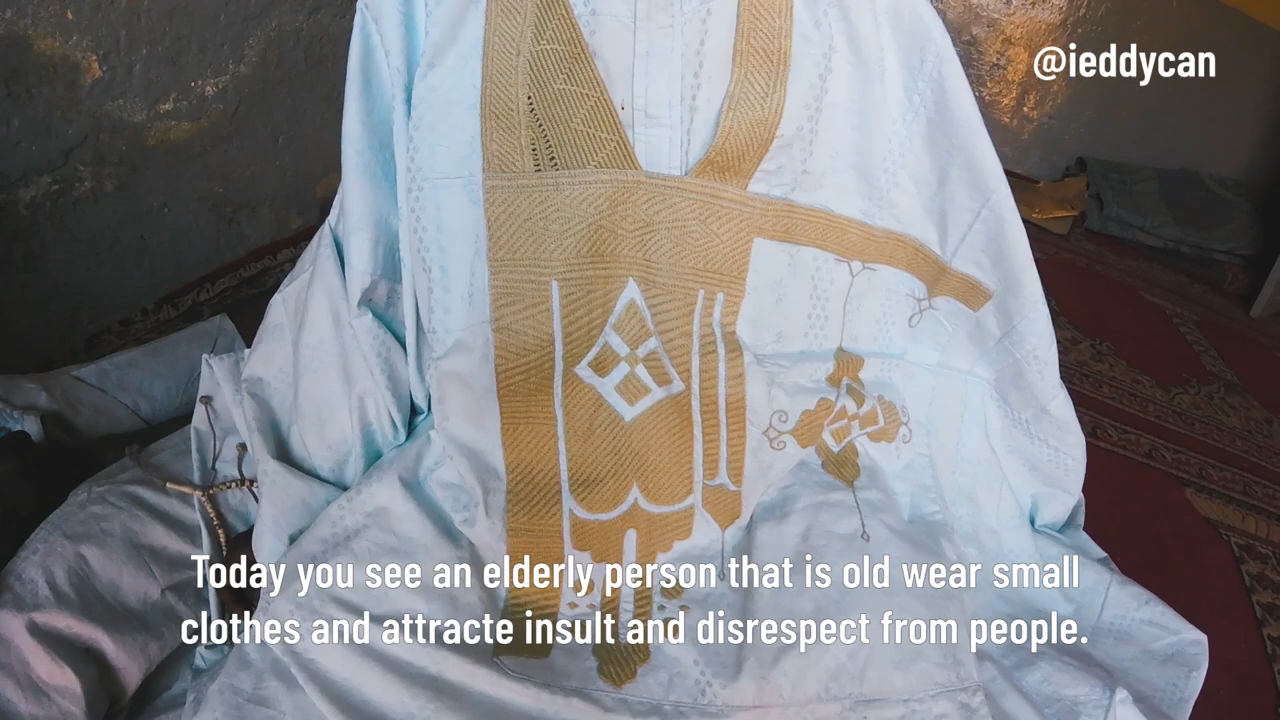 @ieddycan
Today you see an elderly person that is old wear small
clothes and attracte insult and disrespect from people.